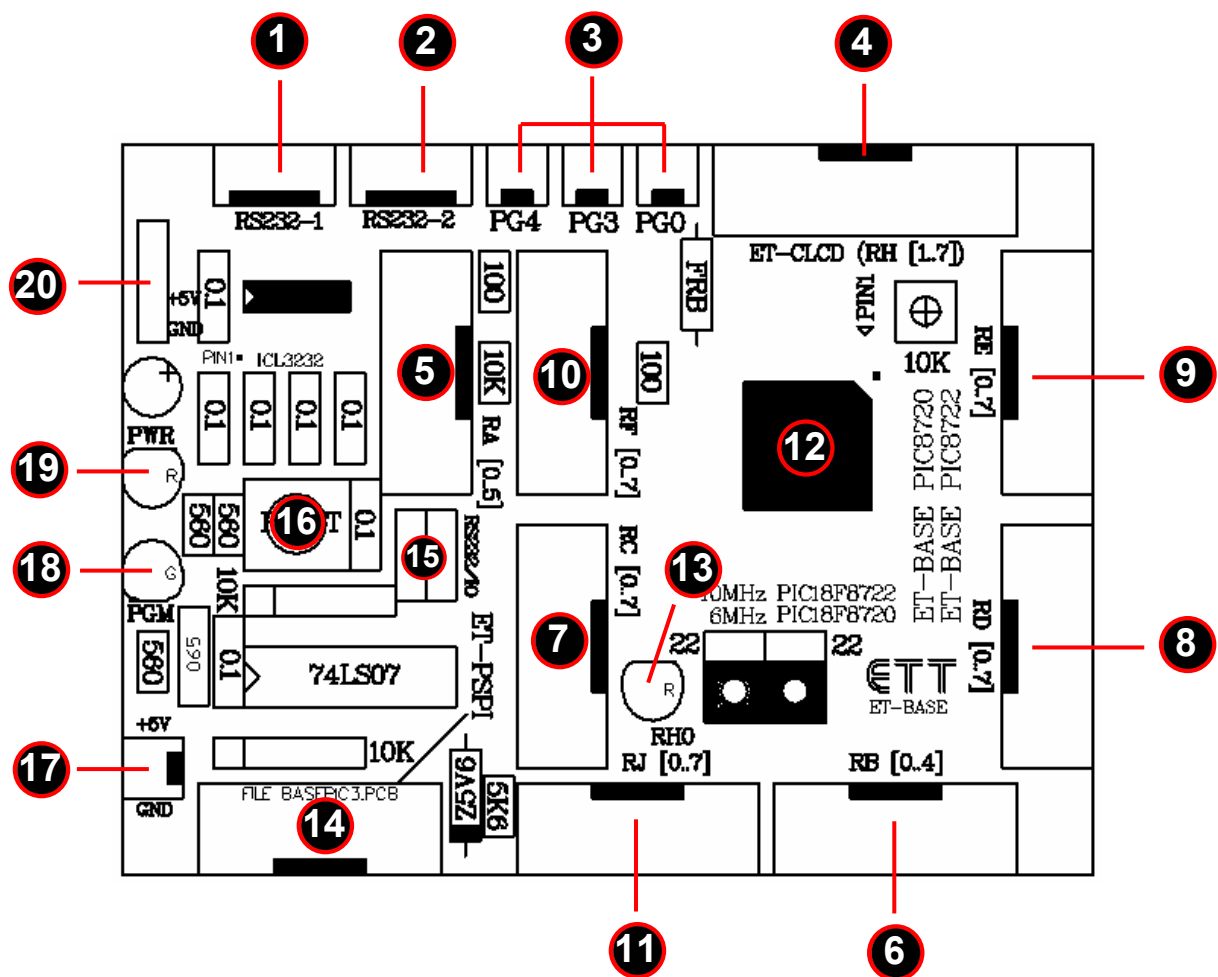 1
2
3
4
RS232-1
RS232-2
PG4
PG3
PG0
ET-CLCD (RH [1.7])
20
+5V
GND
0.1
100
FRB
PIN1
10K
PIN1
ICL3232
5
10K
10
100
RE [0..7]
9
PWR
0.1
0.1
0.1
0.1
RA [0.5]
RF [0..7]
12
ET-BASE PIC8720
ET-BASE PIC8722
19
R
560
560
16
0.1
15
RS232/IO
RC [0..7]
13
18
G
PGM
10K
10MHz PIC18F8722
6MHz PIC18F8720
560
590
0.1
74LS07
ET-PSPI
7
22
22
R
RH0
ETT
ET-BASE
RD [0..7]
8
+5V
17
GND
10K
RJ [0..7]
RB [0..4]
FILE BASEPIC3.PCB
14
Z5V6
5K6
11
6